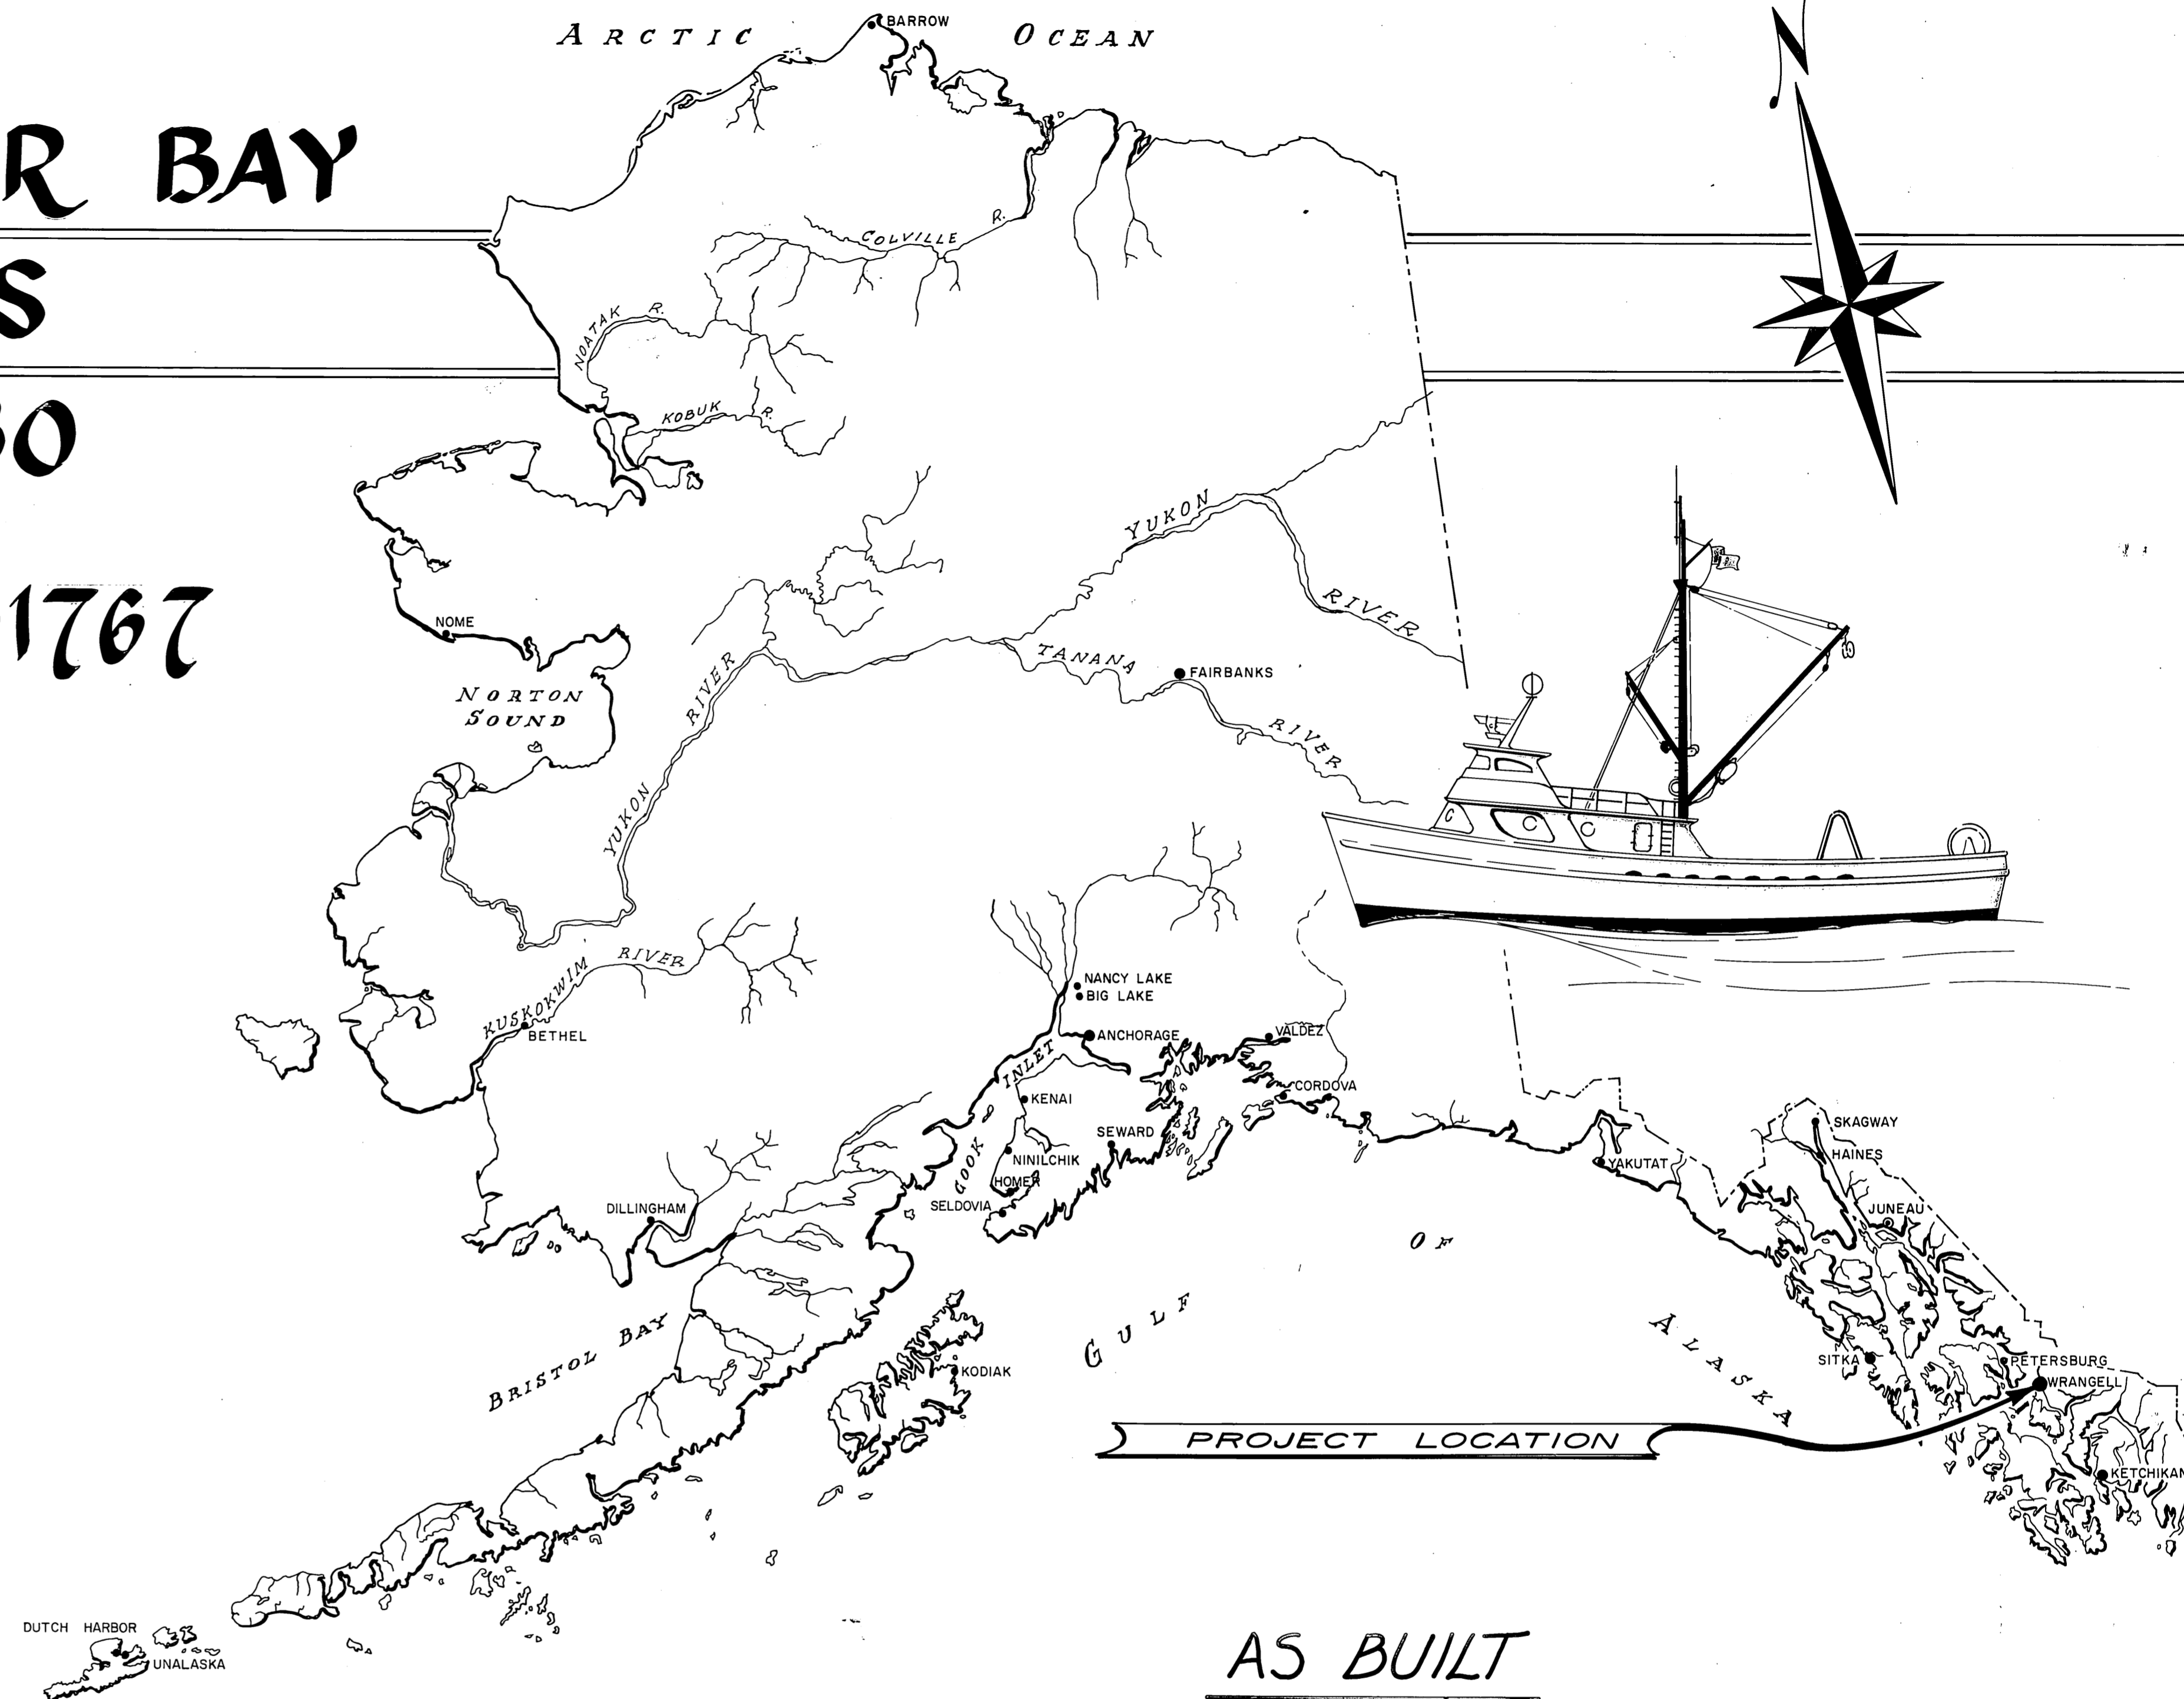 ARCTIC OCEAN
BARROW
R BAY
S
1767
COLVILLE R.
NOATAK R.
KOBUK R.
YUKON
RIVER
NOME
TANANA
FAIRBANKS
RIVER
NORTON
SOUND
RIVER
YUKON
KUSKOKWIM RIVER
BETHEL
NANCY LAKE
BIG LAKE
ANCHORAGE
VALDEZ
INLET
CORDOVA
KENAI
COOK
SEWARD
NINILCHIK
HOMER
SELDOVIA
DILLINGHAM
SKAGWAY
HAINES
YAKUTAT
JUNEAU
GULF OF ALASKA
BRISTOL BAY
KODIAK
SITKA
PETERSBURG
WRANGELL
PROJECT LOCATION
KETCHIKAN
DUTCH HARBOR
UNALASKA
AS BUILT
N